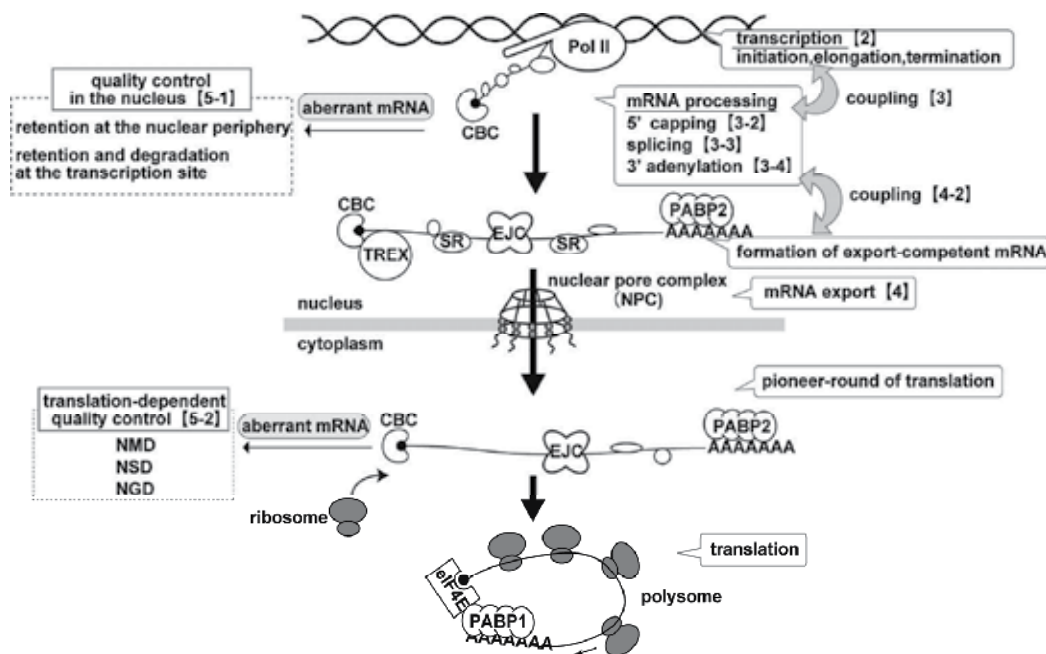 Pol II
transcription【2】
initiation,elongation,termination
quality control
in the nucleus【5-1】
retention at the nuclear periphery
retention and degradation
at the transcription site
aberrant mRNA
CBC
mRNA processing
5' capping【3-2】
splicing【3-3】
3' adenylation【3-4】
coupling【3】
coupling【4-2】
CBC
TREX
SR
EJC
SR
PABP2
AAAAAAA
formation of export-competent mRNA
nuclear pore complex
(NPC)
mRNA export【4】
nucleus
cytoplasm
pioneer-round of translation
translation-dependent
quality control【5-2】
NMD
NSD
NGD
aberrant mRNA
CBC
EJC
PABP2
AAAAAAA
ribosome
translation
eIF4E
PABP1
AAAAAAA
polysome